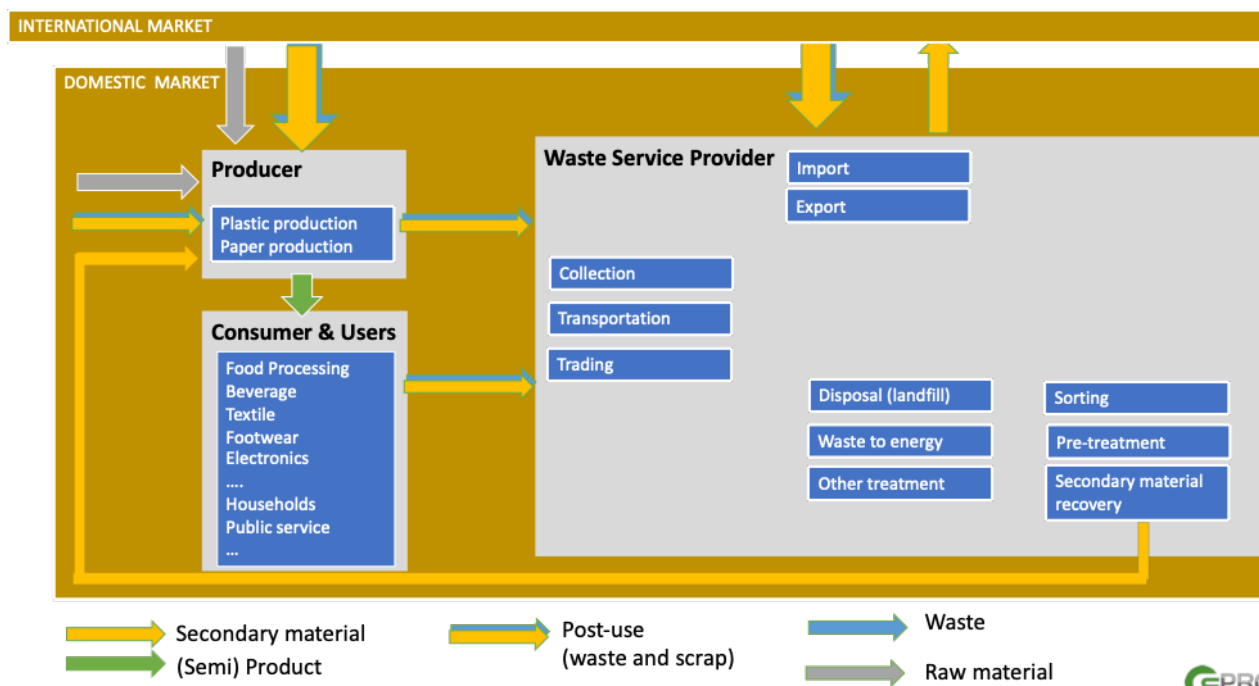 INTERNATIONAL MARKET
DOMESTIC MARKET
Producer
Plastic production
Paper production
Consumer & Users
Food Processing
Beverage
Textile
Footwear
Electronics
....
Households
Public service
...
Waste Service Provider
Import
Export
Collection
Transportation
Trading
Disposal (landfill)
Waste to energy
Other treatment
Sorting
Pre-treatment
Secondary material
recovery
Secondary material
(Semi) Product
Post-use
(waste and scrap)
Waste
Raw material